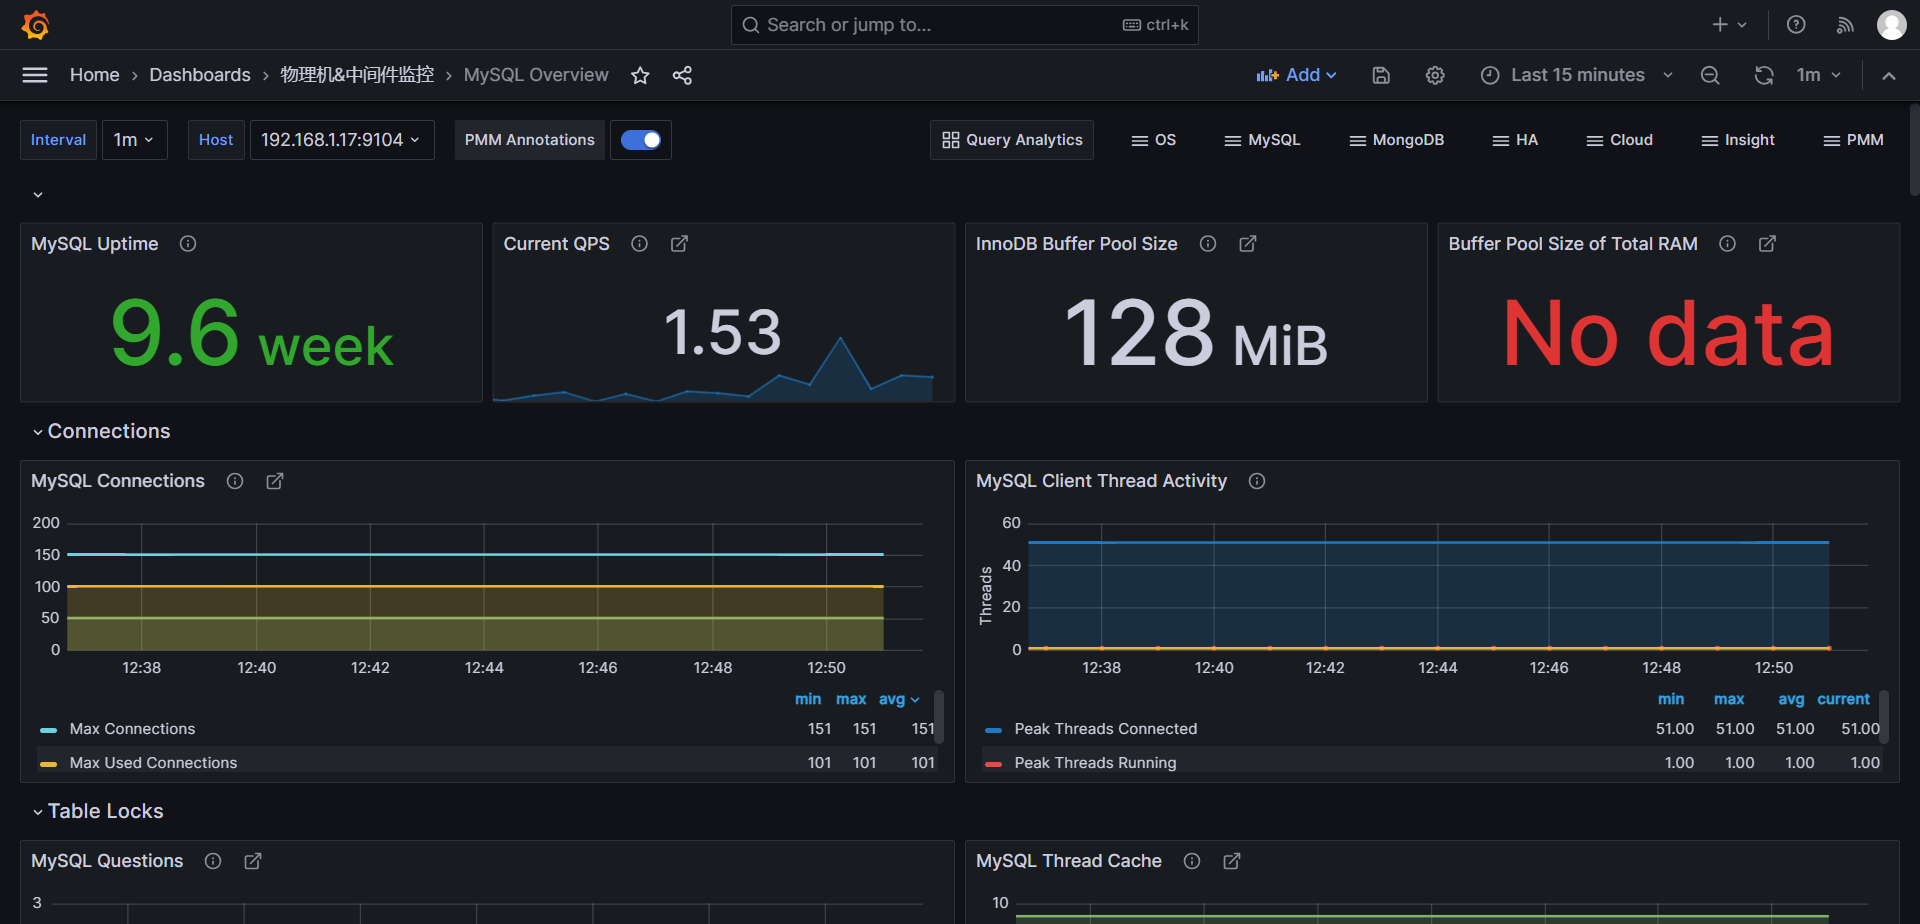 Search or jump to... ctrl+k
Home › Dashboards › 物理机&中间件监控 › MySQL Overview
Add Last 15 minutes 1m
Interval 1m Host 192.168.1.17:9104 PMM Annotations Query Analytics OS MySQL MongoDB HA Cloud Insight PMM
MySQL Uptime
9.6 week
Current QPS
1.53
InnoDB Buffer Pool Size
128 MiB
Buffer Pool Size of Total RAM
No data
Connections
MySQL Connections
200
150
100
50
0
12:38 12:40 12:42 12:44 12:46 12:48 12:50
min max avg
Max Connections 151 151 151
Max Used Connections 101 101 101
MySQL Client Thread Activity
Threads
60
40
20
0
12:38 12:40 12:42 12:44 12:46 12:48 12:50
min max avg current
Peak Threads Connected 51.00 51.00 51.00 51.00
Peak Threads Running 1.00 1.00 1.00 1.00
Table Locks
MySQL Questions
3
MySQL Thread Cache
10